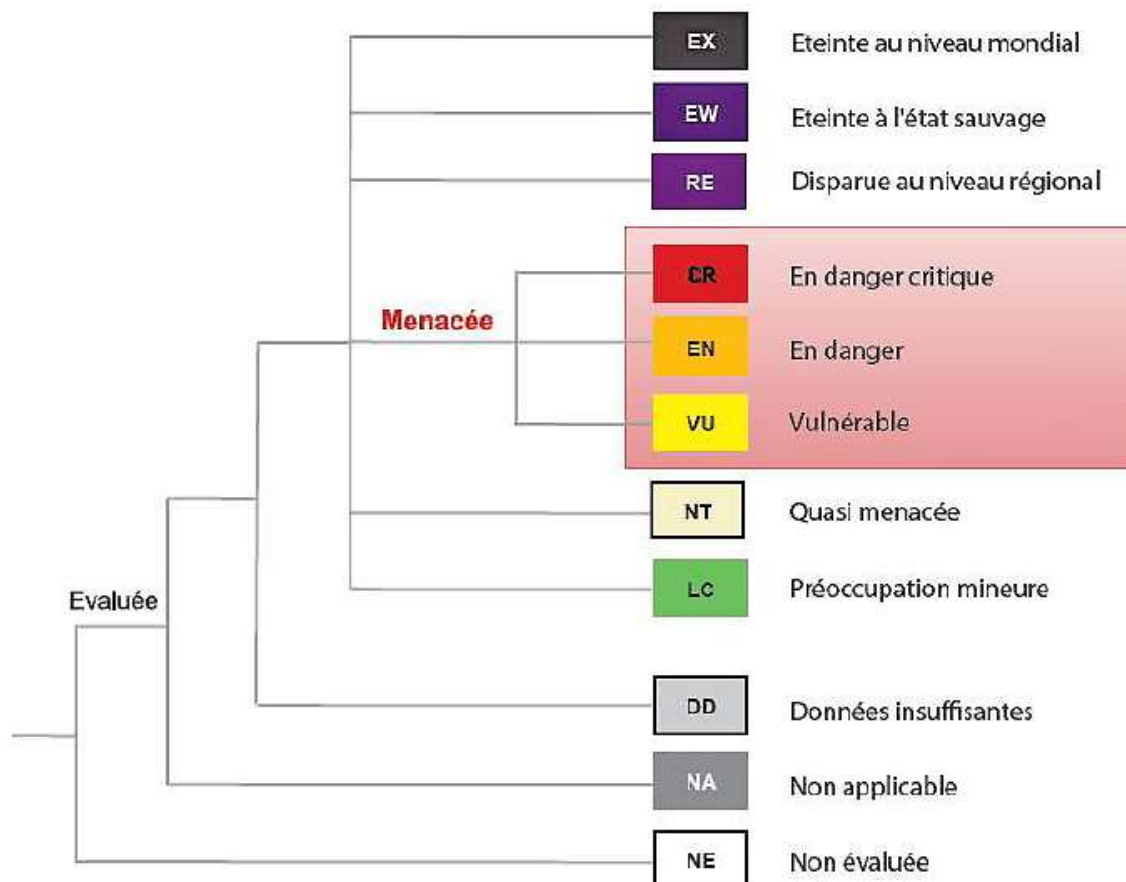 EX Eteinte au niveau mondial
EW Eteinte à l'état sauvage
RE Disparue au niveau régional
CR En danger critique
Menacée
EN En danger
VU Vulnérable
NT Quasi menacée
LC Préoccupation mineure
Evaluée
DD Données insuffisantes
NA Non applicable
NE Non évaluée